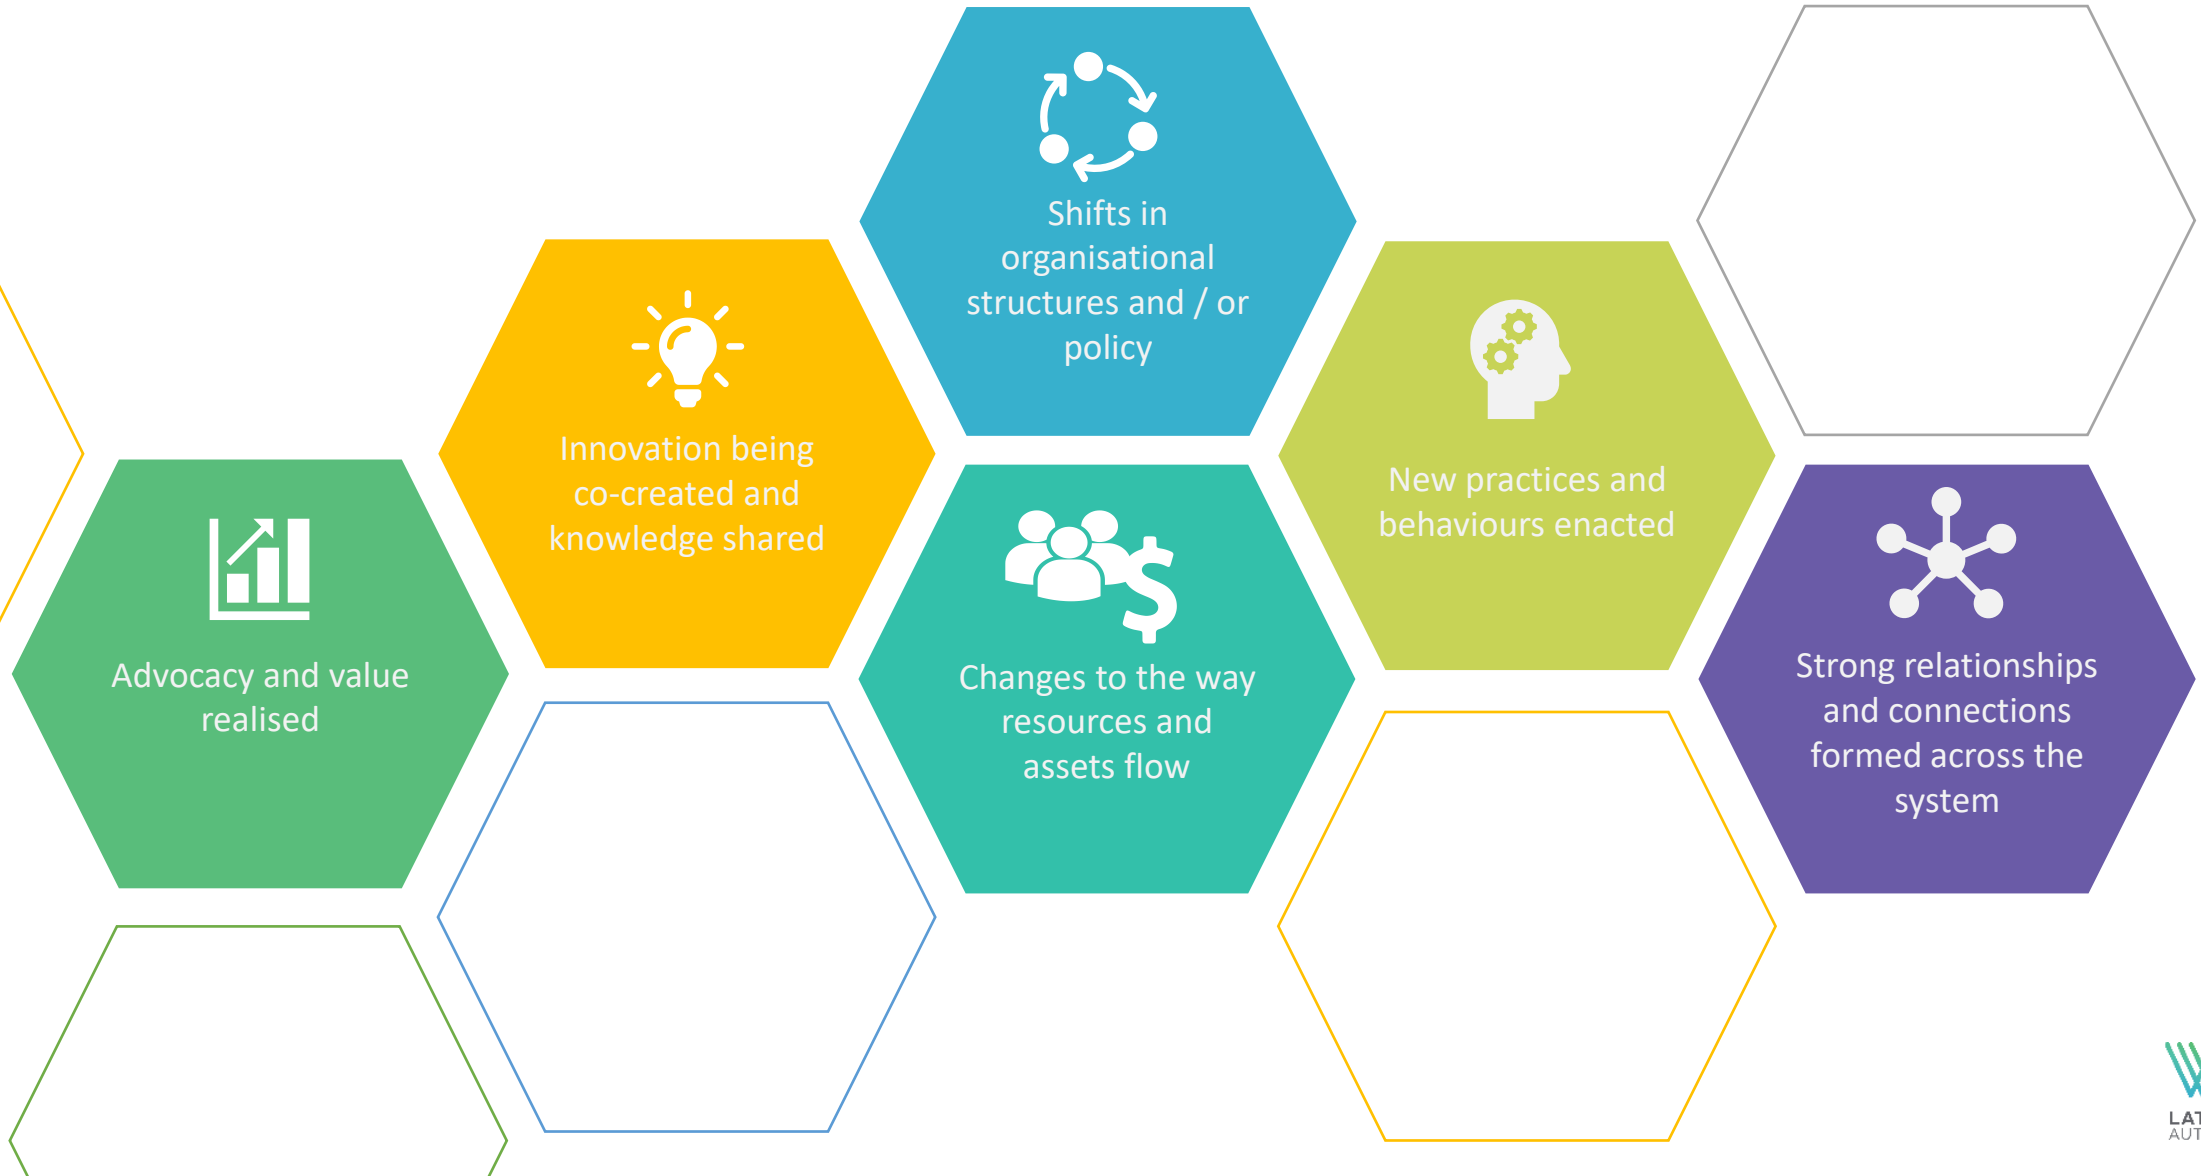 Shifts in
organisational
structures and / or
policy
Innovation being
co-created and
knowledge shared
New practices and
behaviours enacted
Advocacy and value
realised
Changes to the way
resources and
assets flow
Strong relationships
and connections
formed across the
system